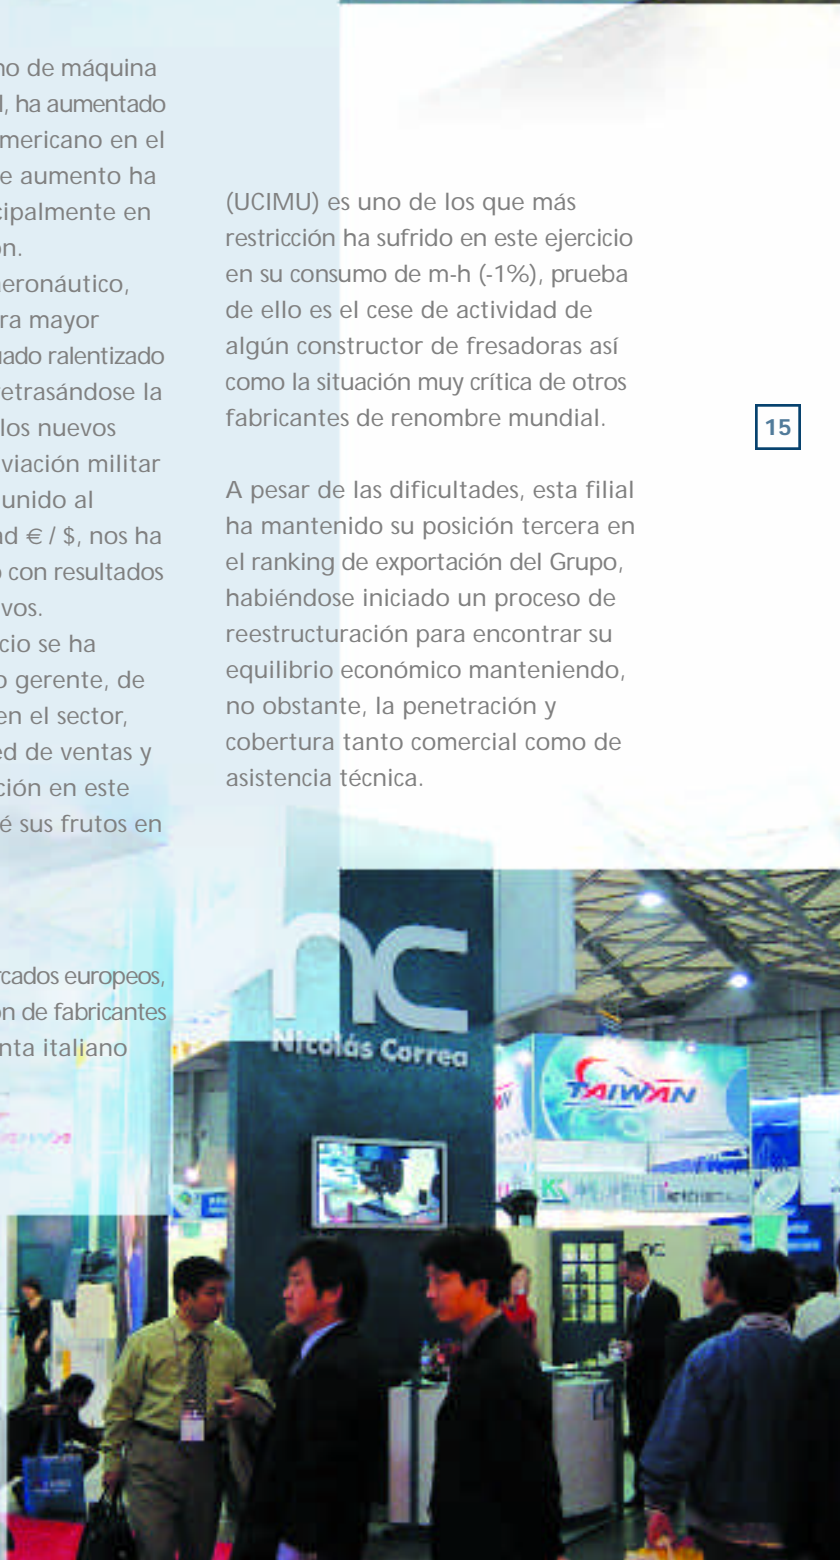 no de máquina
l, ha aumentado
mericano en el
e aumento ha
cipalmente en
ón.
eronáutico,
ra mayor
uado ralentizado
retrasándose la
los nuevos
viación militar
unido al
ad € / $, nos ha
o con resultados
vos.
cio se ha
o gerente, de
en el sector,
ed de ventas y
ción en este
é sus frutos en
rcados europeos,
ón de fabricantes
enta italiano
(UCIMU) es uno de los que más
restricción ha sufrido en este ejercicio
en su consumo de m-h (-1%), prueba
de ello es el cese de actividad de
algún constructor de fresadoras así
como la situación muy crítica de otros
fabricantes de renombre mundial.
A pesar de las dificultades, esta filial
ha mantenido su posición tercera en
el ranking de exportación del Grupo,
habiéndose iniciado un proceso de
reestructuración para encontrar su
equilibrio económico manteniendo,
no obstante, la penetración y
cobertura tanto comercial como de
asistencia técnica.
15
nc
Nicolás Correa
TAIWAN
nc